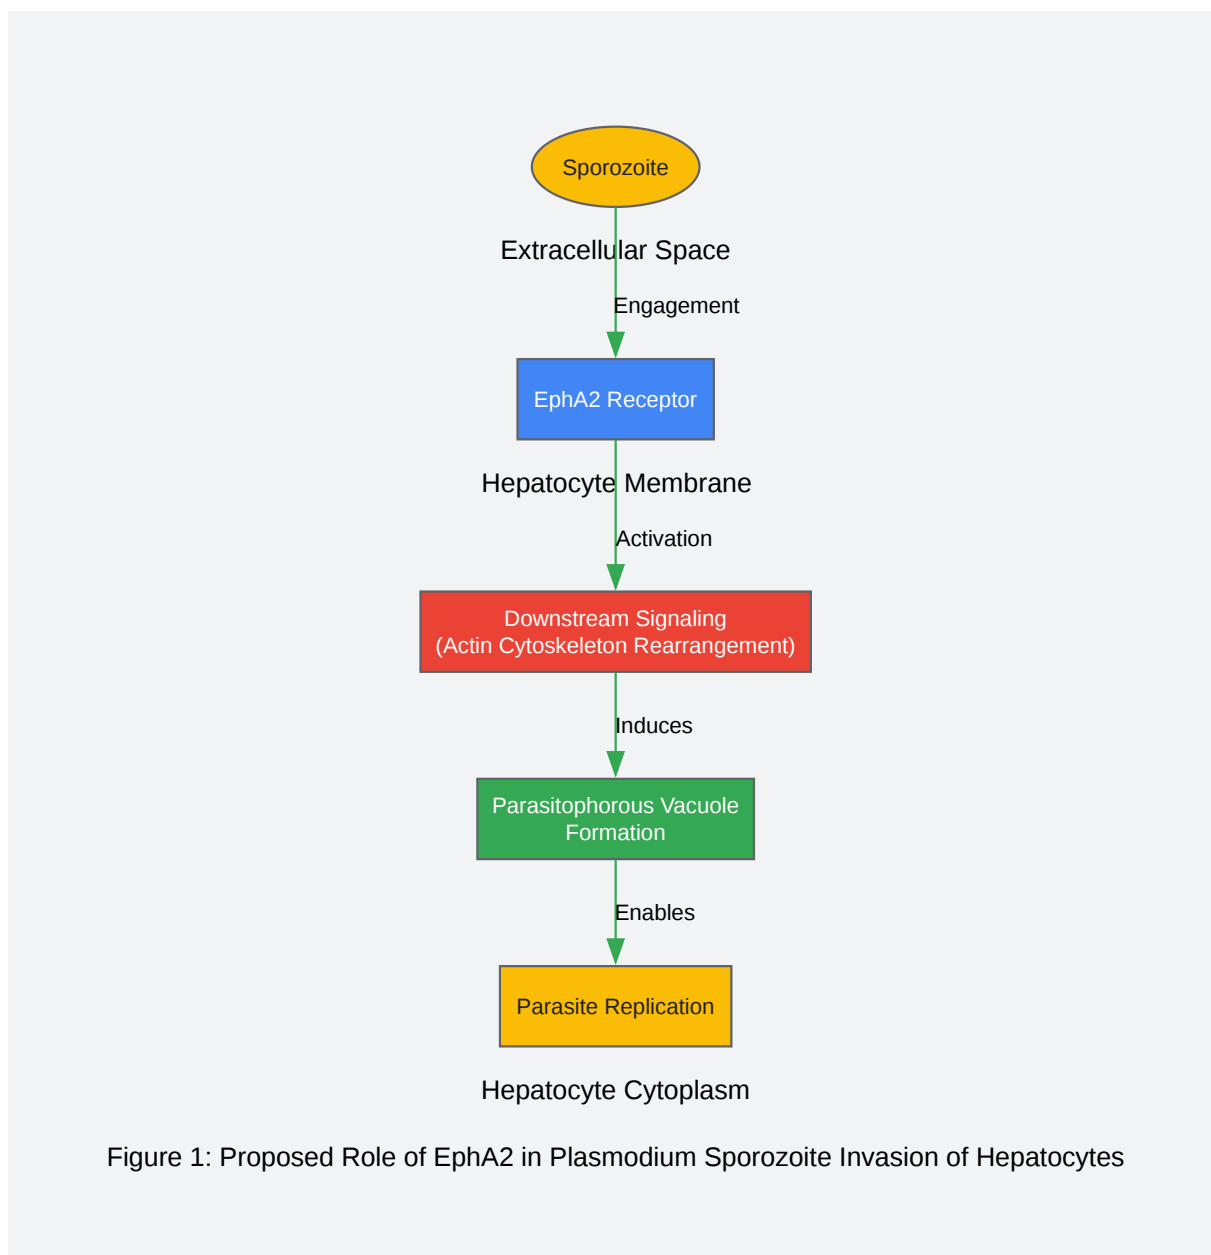 Sporozoite
Extracellular Space
Engagement
EphA2 Receptor
Hepatocyte Membrane
Activation
Downstream Signaling
(Actin Cytoskeleton Rearrangement)
Induces
Parasitophorous Vacuole
Formation
Enables
Parasite Replication
Hepatocyte Cytoplasm
Figure 1: Proposed Role of EphA2 in Plasmodium Sporozoite Invasion of Hepatocytes